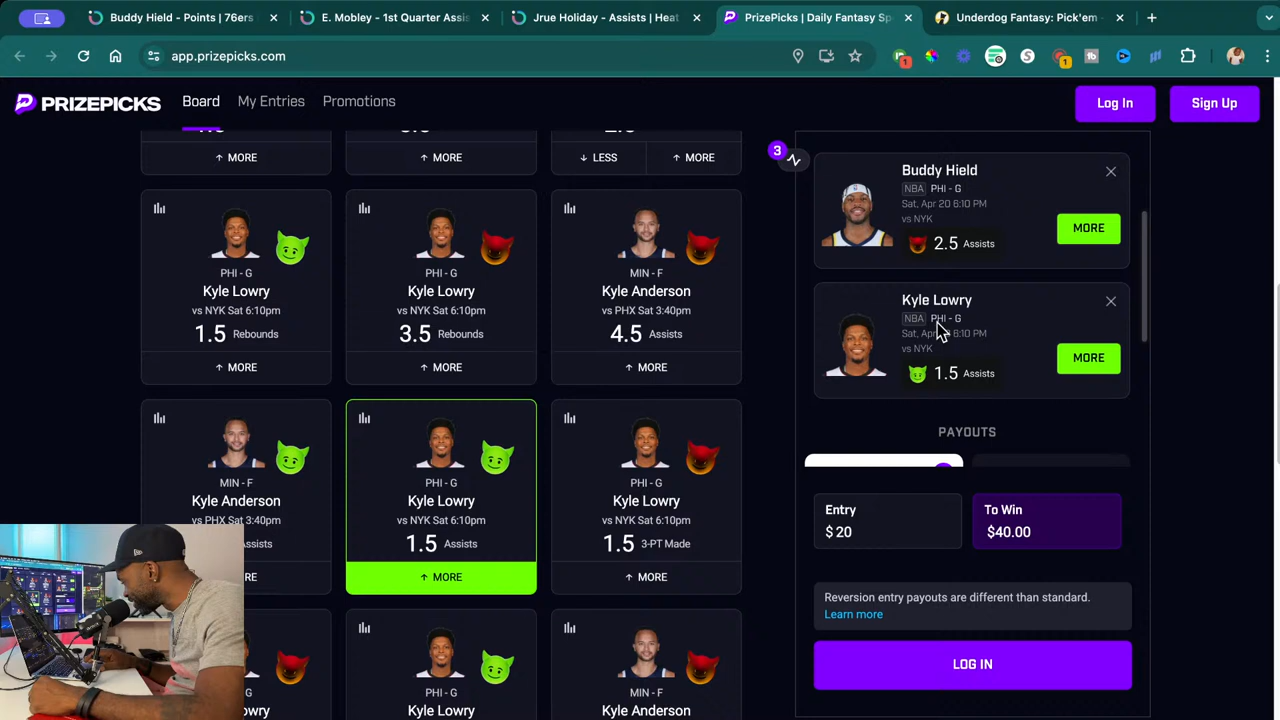 Buddy Hield - Points | 76ers
E. Mobley - 1st Quarter Assi
Jrue Holiday - Assists | Heat
PrizePicks | Daily Fantasy Sp
Underdog Fantasy: Pick'em
app.prizepicks.com
1
1
PRIZEPICKS
Board
My Entries
Promotions
Log In
Sign Up
↑ MORE
↑ MORE
↓ LESS
↑ MORE
PHI - G
Kyle Lowry
vs NYK Sat 6:10pm
1.5 Rebounds
↑ MORE
PHI - G
Kyle Lowry
vs NYK Sat 6:10pm
3.5 Rebounds
↑ MORE
MIN - F
Kyle Anderson
vs PHX Sat 3:40pm
4.5 Assists
↑ MORE
MIN - F
Kyle Anderson
vs PHX Sat 3:40pm
PHI - G
Kyle Lowry
vs NYK Sat 6:10pm
1.5 Assists
↑ MORE
PHI - G
Kyle Lowry
vs NYK Sat 6:10pm
1.5 3-PT Made
↑ MORE
PHI - G
Kyle Lowry
MIN - F
Kyle Anderson
3
Buddy Hield
NBA PHI - G
Sat, Apr 20 6:10 PM
vs NYK
2.5 Assists
MORE
Kyle Lowry
NBA PHI - G
Sat, Apr 6:10 PM
vs NYK
1.5 Assists
MORE
PAYOUTS
Entry
$ 20
To Win
$40.00
Reversion entry payouts are different than standard.
Learn more
LOG IN